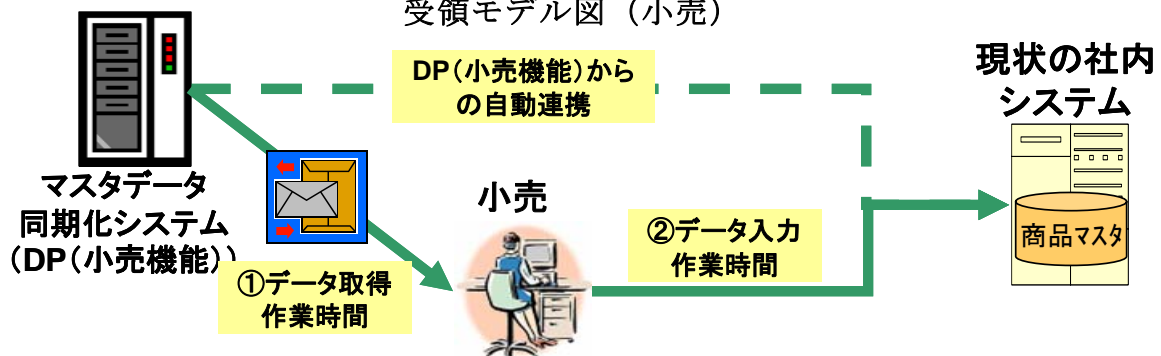 受領モデル図（小売）
DP（小売機能）から
の自動連携
現状の社内
システム
マスタデータ
同期化システム
（DP（小売機能））
小売
②データ入力
作業時間
商品マスタ
①データ取得
作業時間